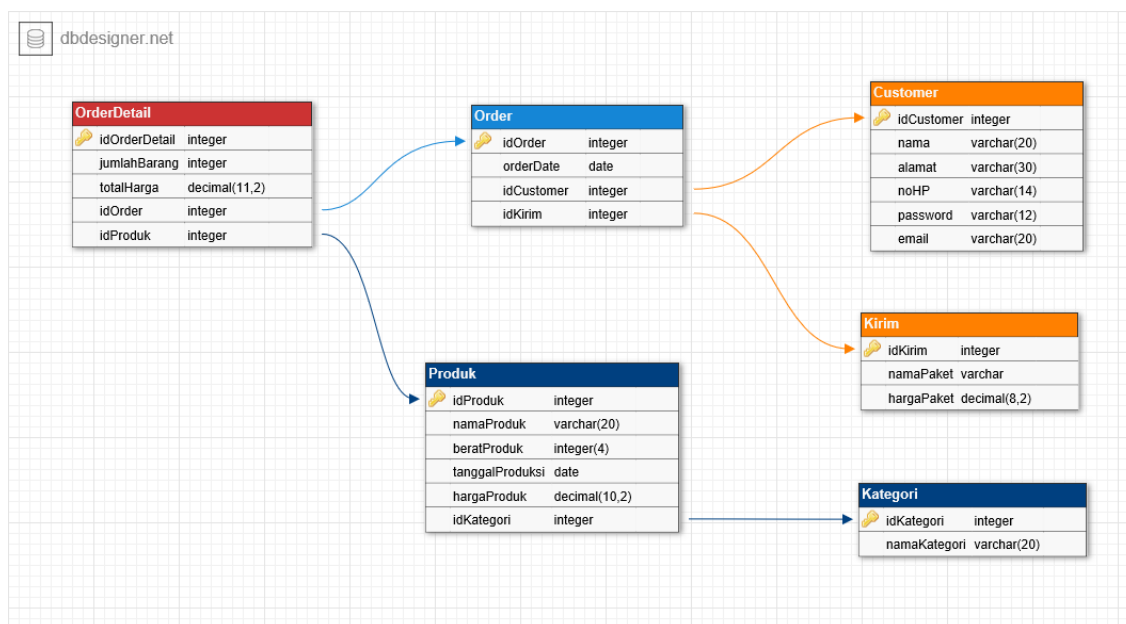 dbdesigner.net
OrderDetail
idOrderDetail integer
jumlahBarang integer
totalHarga decimal(11,2)
idOrder integer
idProduk integer
Order
idOrder integer
orderDate date
idCustomer integer
idKirim integer
Customer
idCustomer integer
nama varchar(20)
alamat varchar(30)
noHP varchar(14)
password varchar(12)
email varchar(20)
Kirim
idKirim integer
namaPaket varchar
hargaPaket decimal(8,2)
Produk
idProduk integer
namaProduk varchar(20)
beratProduk integer(4)
tanggalProduksi date
hargaProduk decimal(10,2)
idKategori integer
Kategori
idKategori integer
namaKategori varchar(20)